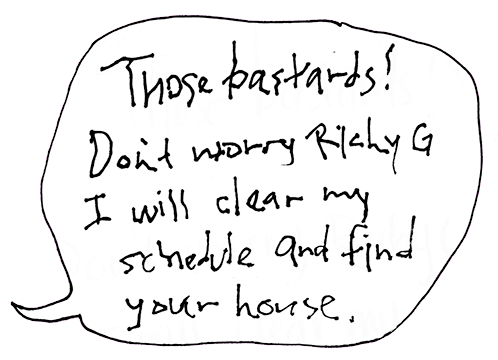 Those bastards!
Don't worry Richy G
I will clear my
schedule and find
your house.